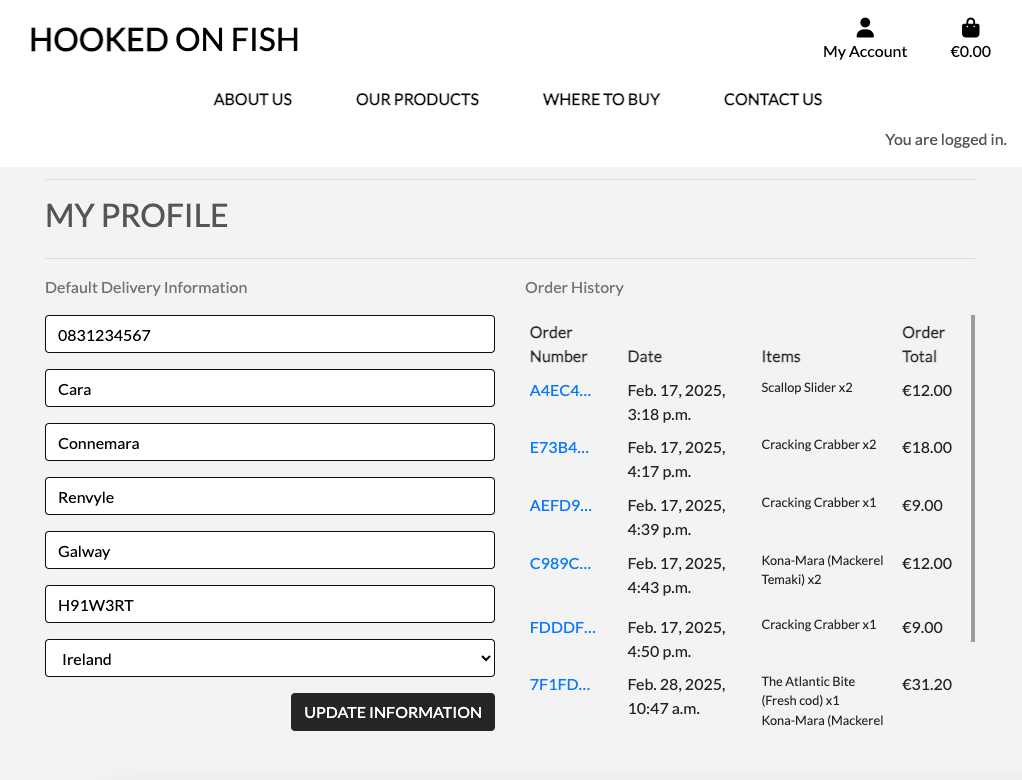 HOOKED ON FISH
My Account
€0.00
ABOUT US
OUR PRODUCTS
WHERE TO BUY
CONTACT US
You are logged in.
MY PROFILE
Default Delivery Information
0831234567
Cara
Connemara
Renvyle
Galway
H91W3RT
Ireland
UPDATE INFORMATION
Order History
Order
Number
Date
Items
Order
Total
A4EC4...
Feb. 17, 2025,
3:18 p.m.
Scallop Slider x2
€12.00
E73B4...
Feb. 17, 2025,
4:17 p.m.
Cracking Crabber x2
€18.00
AEFD9...
Feb. 17, 2025,
4:39 p.m.
Cracking Crabber x1
€9.00
C989C...
Feb. 17, 2025,
4:43 p.m.
Kona-Mara (Mackerel
Temaki) x2
€12.00
FDDDF...
Feb. 17, 2025,
4:50 p.m.
Cracking Crabber x1
€9.00
7F1FD...
Feb. 28, 2025,
10:47 a.m.
The Atlantic Bite
(Fresh cod) x1
Kona-Mara (Mackerel
€31.20